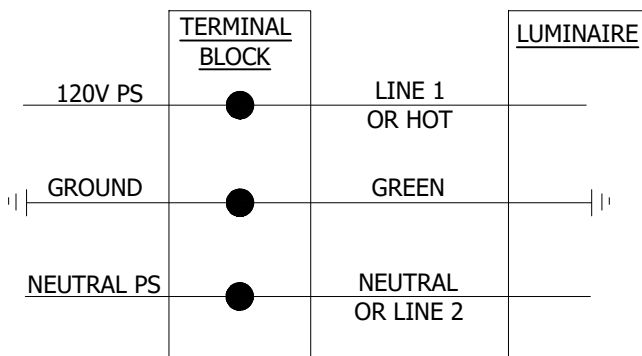 TERMINAL
BLOCK
LUMINAIRE
120V PS
LINE 1
OR HOT
GROUND
GREEN
NEUTRAL PS
NEUTRAL
OR LINE 2